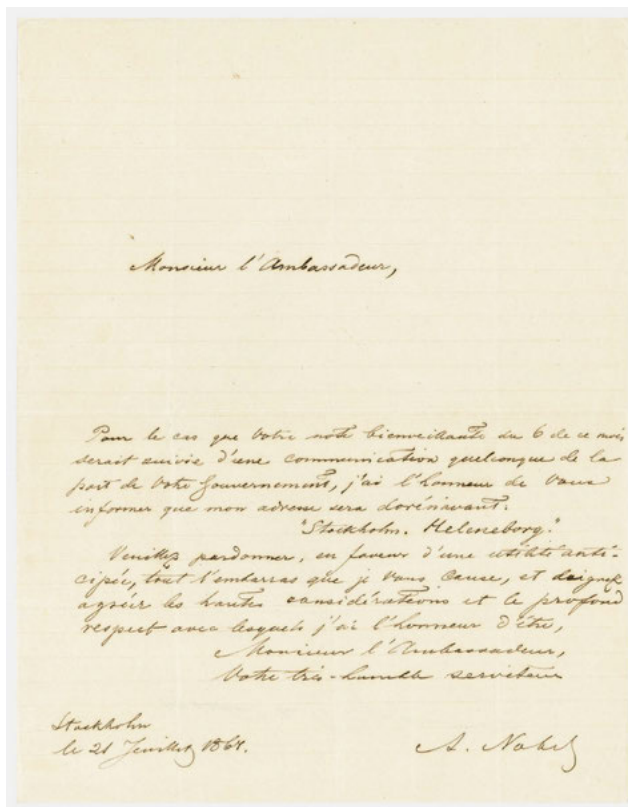 Monsieur l'Ambassadeur,
Pour le cas que Votre note bienveillante du 6 de ce mois
serait suivie d'une communication quelconque de la
part de Votre Gouvernement, j'ai l'honneur de Vous
informer que mon adresse sera dorénavant:
"Stockholm. Heleneborg."
Veuillez pardonner, en faveur d'une utilité anti-
cipée, tout l'embarras que je Vous cause, et daignez
agréer les hautes considérations et le profond
respect avec lesquels j'ai l'honneur d'être,
Monsieur l'Ambassadeur,
Votre très-humble serviteur
Stockholm
le 21 Juillet
A. Nobel